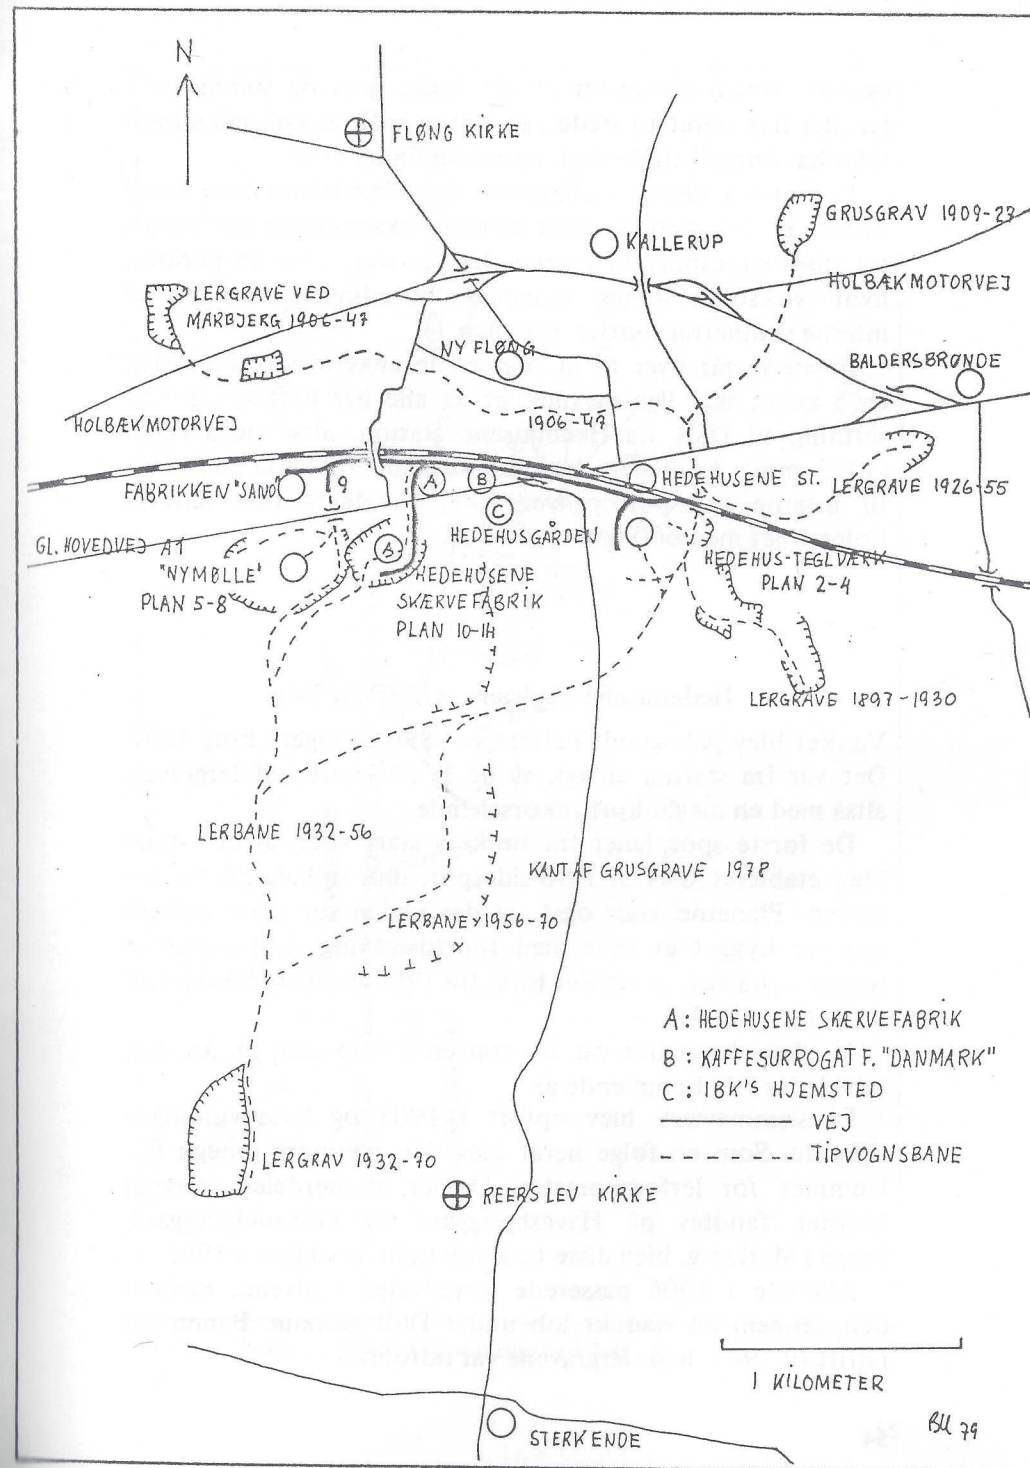 N
FLØNG KIRKE
GRUSGRAV 1909-23
KALLERUP
HOLBÆK MOTORVEJ
LERGRAVE VED
MARBJERG 1906-47
NY FLØNG
BALDERSBRØNDE
1906-47
HOLBÆK MOTORVEJ
HEDEHUSENE ST.
LERGRAVE 1926-55
FABRIKKEN "SANO"
9
A
B
C
HEDEHUSGÅRDEN
GL. HOVEDVEJ A1
"NYMØLLE"
PLAN 5-8
A
HEDEHUSENE
SKÆRVEFABRIK
PLAN 10-14
HEDEHUS-TEGLVÆRK
PLAN 2-4
LERGRAVE 1897-1930
LERBANE 1932-56
KANT AF GRUSGRAVE 1978
LERBANE 1956-70
A: HEDEHUSENE SKÆRVEFABRIK
B: KAFFESURROGAT F. "DANMARK"
C: IBK'S HJEMSTED
VEJ
TIPVOGNSBANE
LERGRAV 1932-70
REERSLEV KIRKE
1 KILOMETER
STERKENDE
79